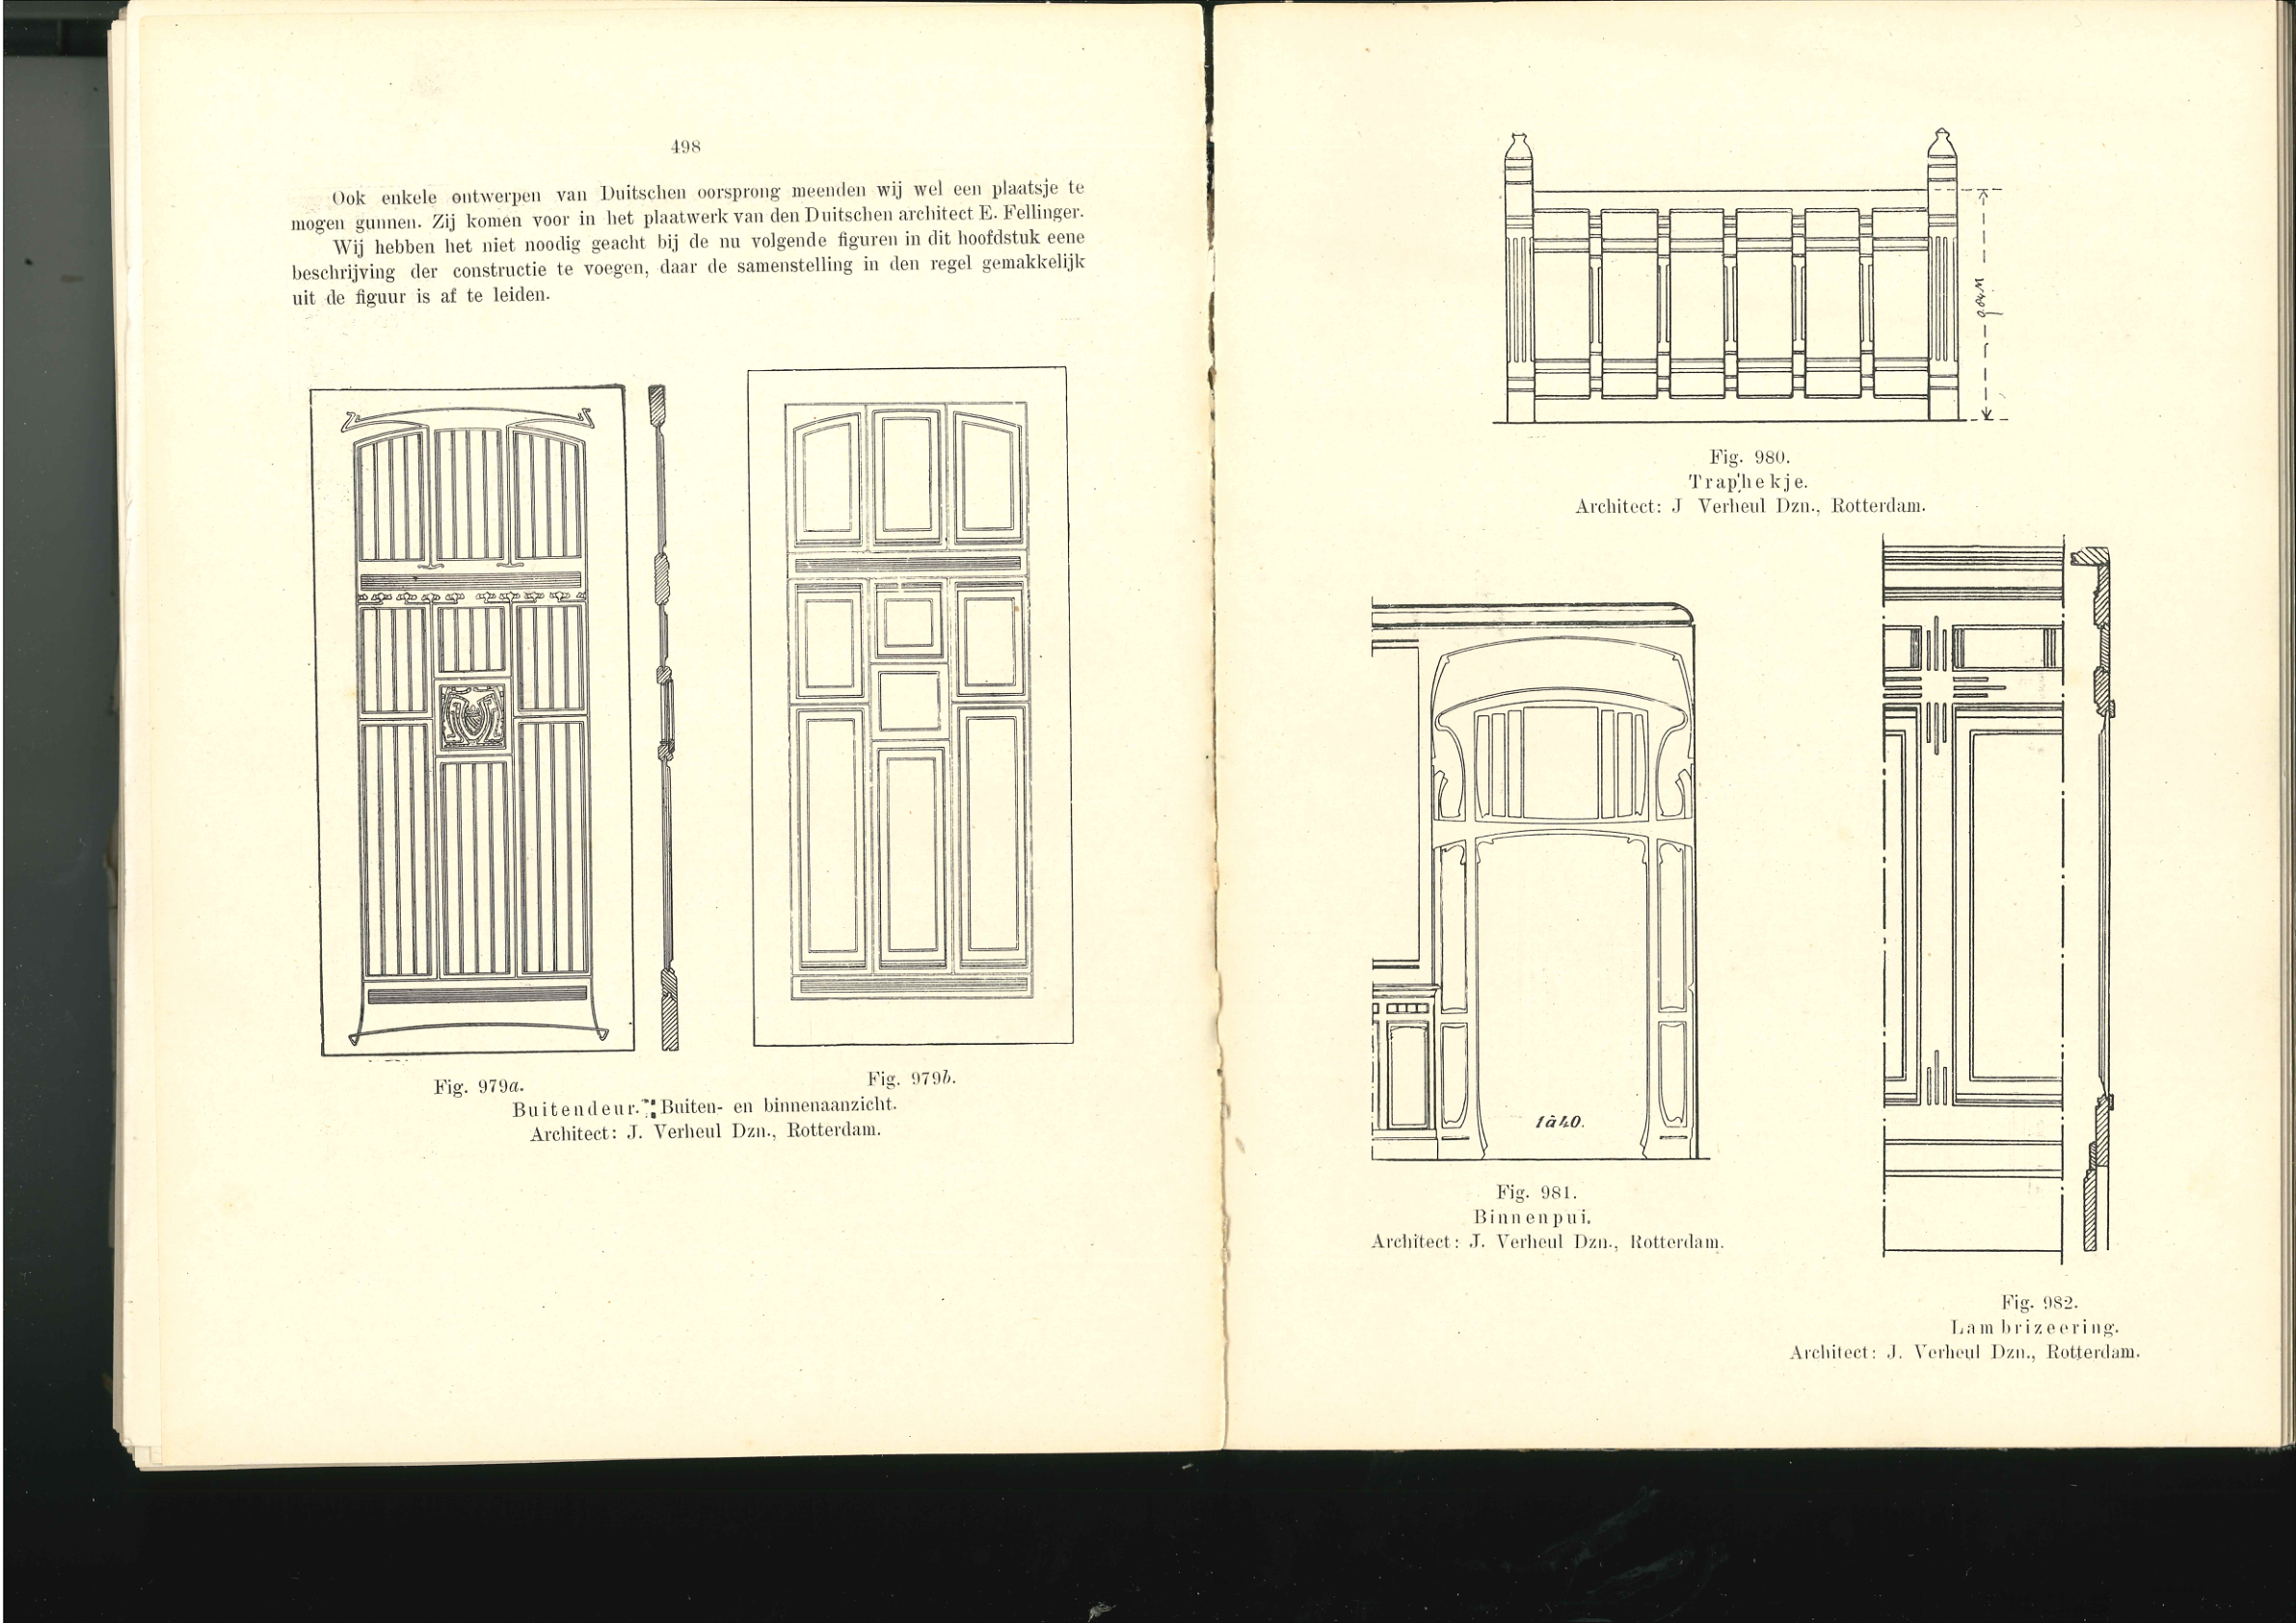 498
Ook enkele ontwerpen van Duitschen oorsprong meenden wij wel een plaatsje te
mogen gunnen. Zij komen voor in het plaatwerk van den Duitschen architect E. Fellinger.
Wij hebben het niet noodig geacht bij de nu volgende figuren in dit hoofdstuk eene
beschrijving der constructie te voegen, daar de samenstelling in den regel gemakkelijk
uit de figuur is af te leiden.
Fig. 979a.
Fig. 979b.
Buitendeur. Buiten- en binnenaanzicht.
Architect: J. Verheul Dzn., Rotterdam.
Fig. 980.
Traphekje.
Architect: J Verheul Dzn., Rotterdam.
1 à 40.
Fig. 981.
Binnenpui.
Architect: J. Verheul Dzn., Rotterdam.
Fig. 982.
Lambrizeering.
Architect: J. Verheul Dzn., Rotterdam.